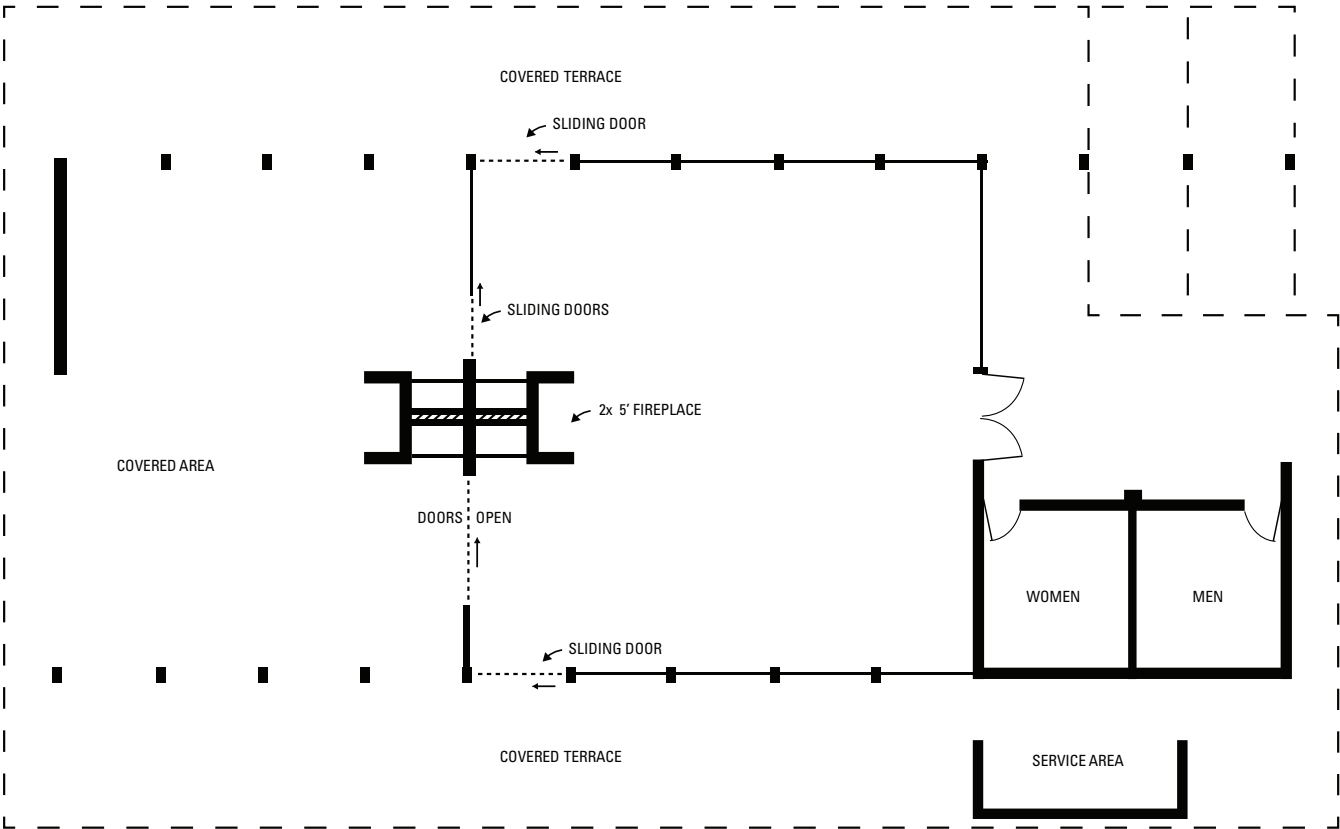 COVERED TERRACE
SLIDING DOOR
SLIDING DOORS
2x 5' FIREPLACE
COVERED AREA
DOORS OPEN
WOMEN
MEN
SLIDING DOOR
COVERED TERRACE
SERVICE AREA